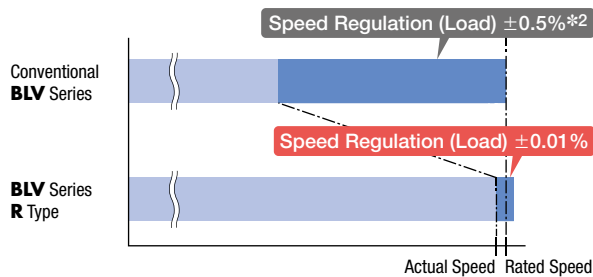 Speed Regulation (Load) ±0.5%*2
Conventional
BLV Series
Speed Regulation (Load) ±0.01%
BLV Series
R Type
Actual Speed
Rated Speed